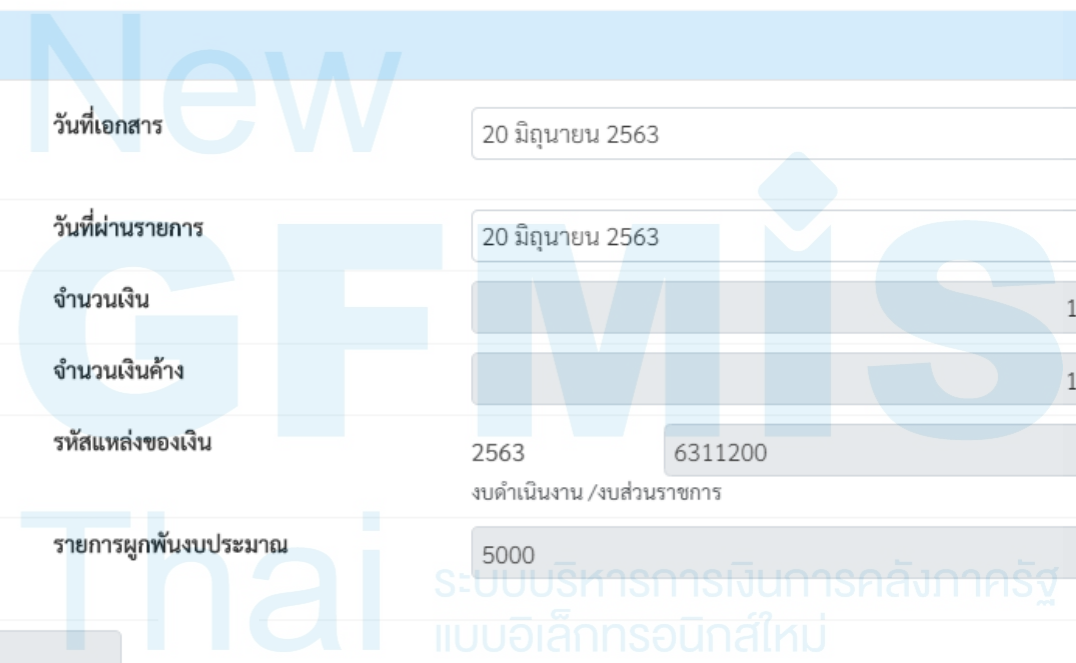 New
วันที่เอกสาร
20 มิถุนายน 2563
วันที่ผ่านรายการ
20 มิถุนายน 2563
GFMiS
จำนวนเงิน
1
จำนวนเงินค้าง
1
รหัสแหล่งของเงิน
2563
6311200
งบดำเนินงาน /งบส่วนราชการ
รายการผูกพันงบประมาณ
5000
Thai
ระบบบริหารการเงินการคลังภาครัฐ
แบบอิเล็กทรอนิกส์ใหม่